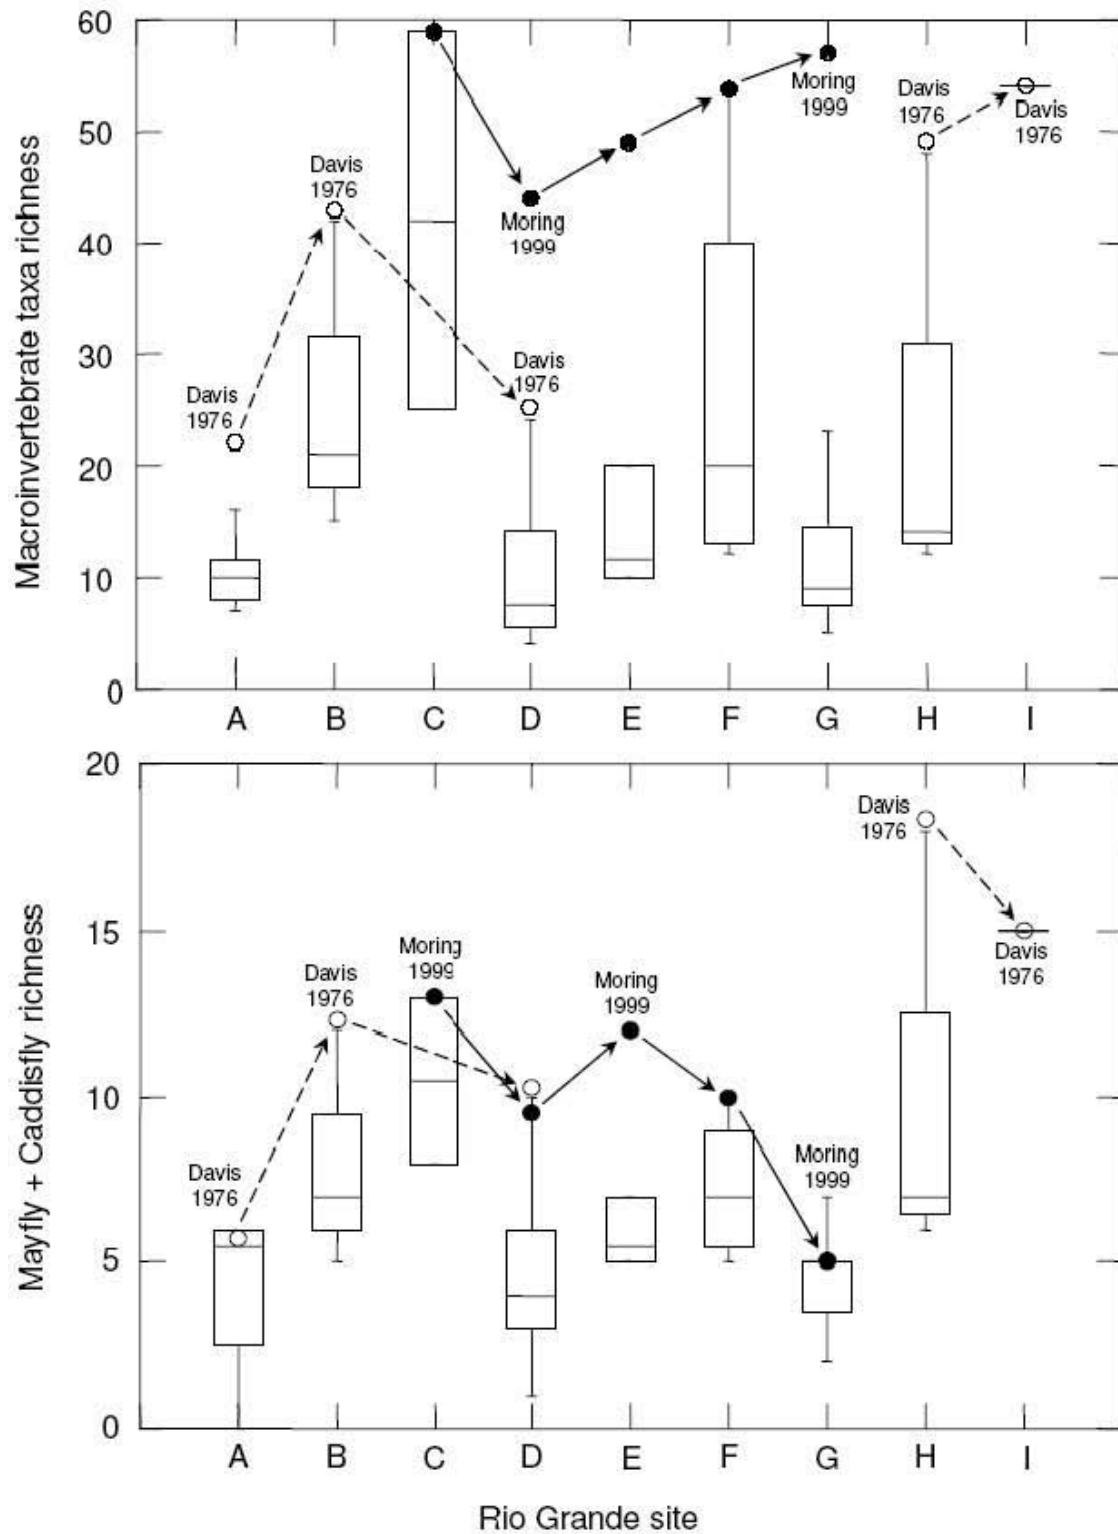 60
50
40
30
20
10
0
Macroinvertebrate taxa richness
Davis
1976
Davis
1976
Moring
1999
Davis
1976
Moring
1999
Davis
1976
Davis
1976
A B C D E F G H I
20
15
10
5
0
Mayfly + Caddisfly richness
Davis
1976
Davis
1976
Moring
1999
Moring
1999
Moring
1999
Davis
1976
Davis
1976
A B C D E F G H I
Rio Grande site